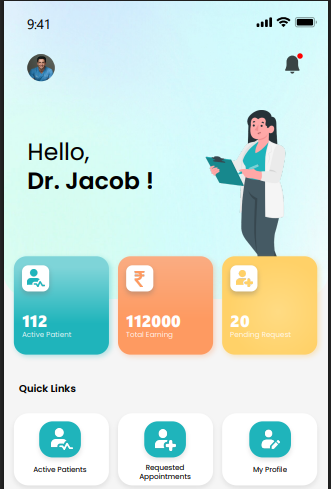 9:41
Hello,
Dr. Jacob !
112
Active Patient
112000
Total Earning
20
Pending Request
Quick Links
Active Patients
Requested
Appointments
My Profile